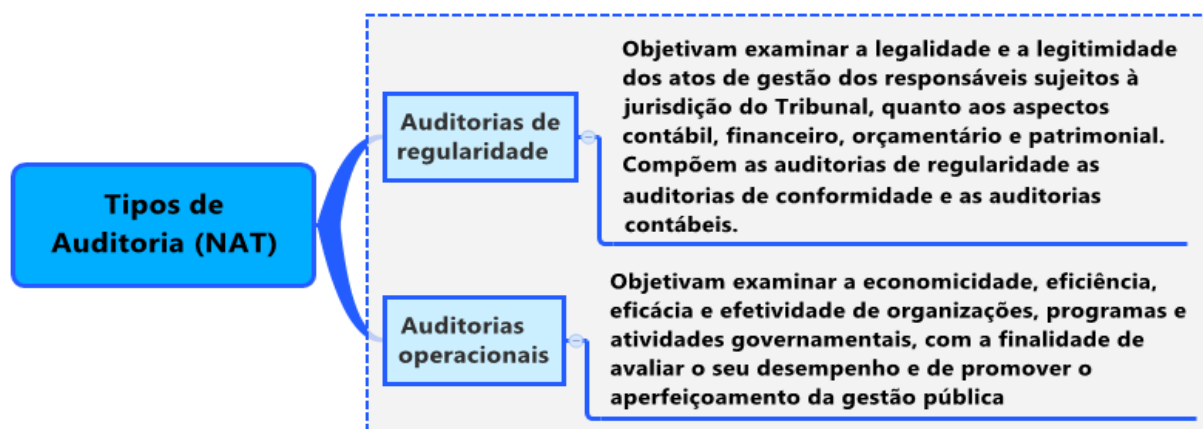 Tipos de
Auditoria (NAT)
Auditorias de
regularidade
Objetivam examinar a legalidade e a legitimidade
dos atos de gestão dos responsáveis sujeitos à
jurisdição do Tribunal, quanto aos aspectos
contábil, financeiro, orçamentário e patrimonial.
Compõem as auditorias de regularidade as
auditorias de conformidade e as auditorias
contábeis.
Auditorias
operacionais
Objetivam examinar a economicidade, eficiência,
eficácia e efetividade de organizações, programas e
atividades governamentais, com a finalidade de
avaliar o seu desempenho e de promover o
aperfeiçoamento da gestão pública